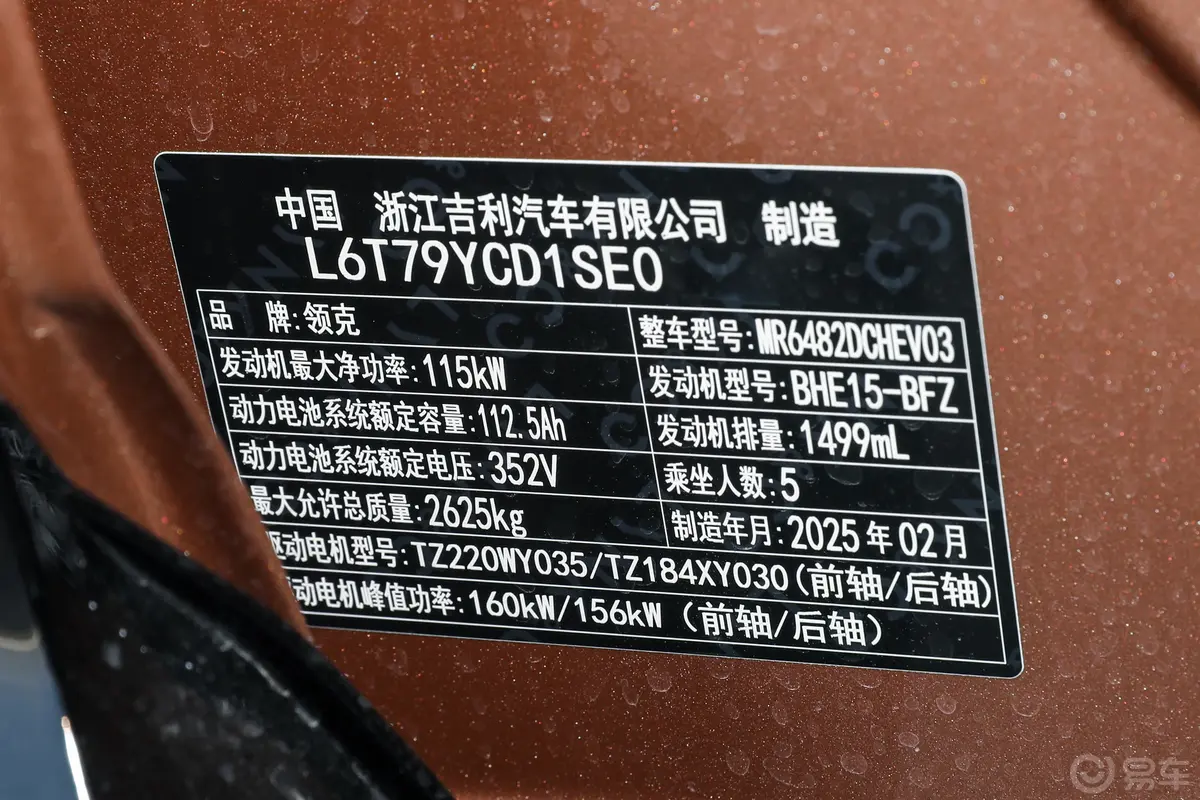 中国 浙江吉利汽车有限公司 制造
L6T79YCD1SE0
品 牌:领克 整车型号:MR6482DCHEV03
发动机最大净功率:115kW 发动机型号:BHE15-BFZ
动力电池系统额定容量:112.5Ah 发动机排量:1499mL
动力电池系统额定电压:352V 乘坐人数:5
最大允许总质量:2625kg 制造年月:2025年02月
驱动电机型号:TZ220WY035/TZ184XY030(前轴/后轴)
动电机峰值功率:160kW/156kW (前轴/后轴)
易车